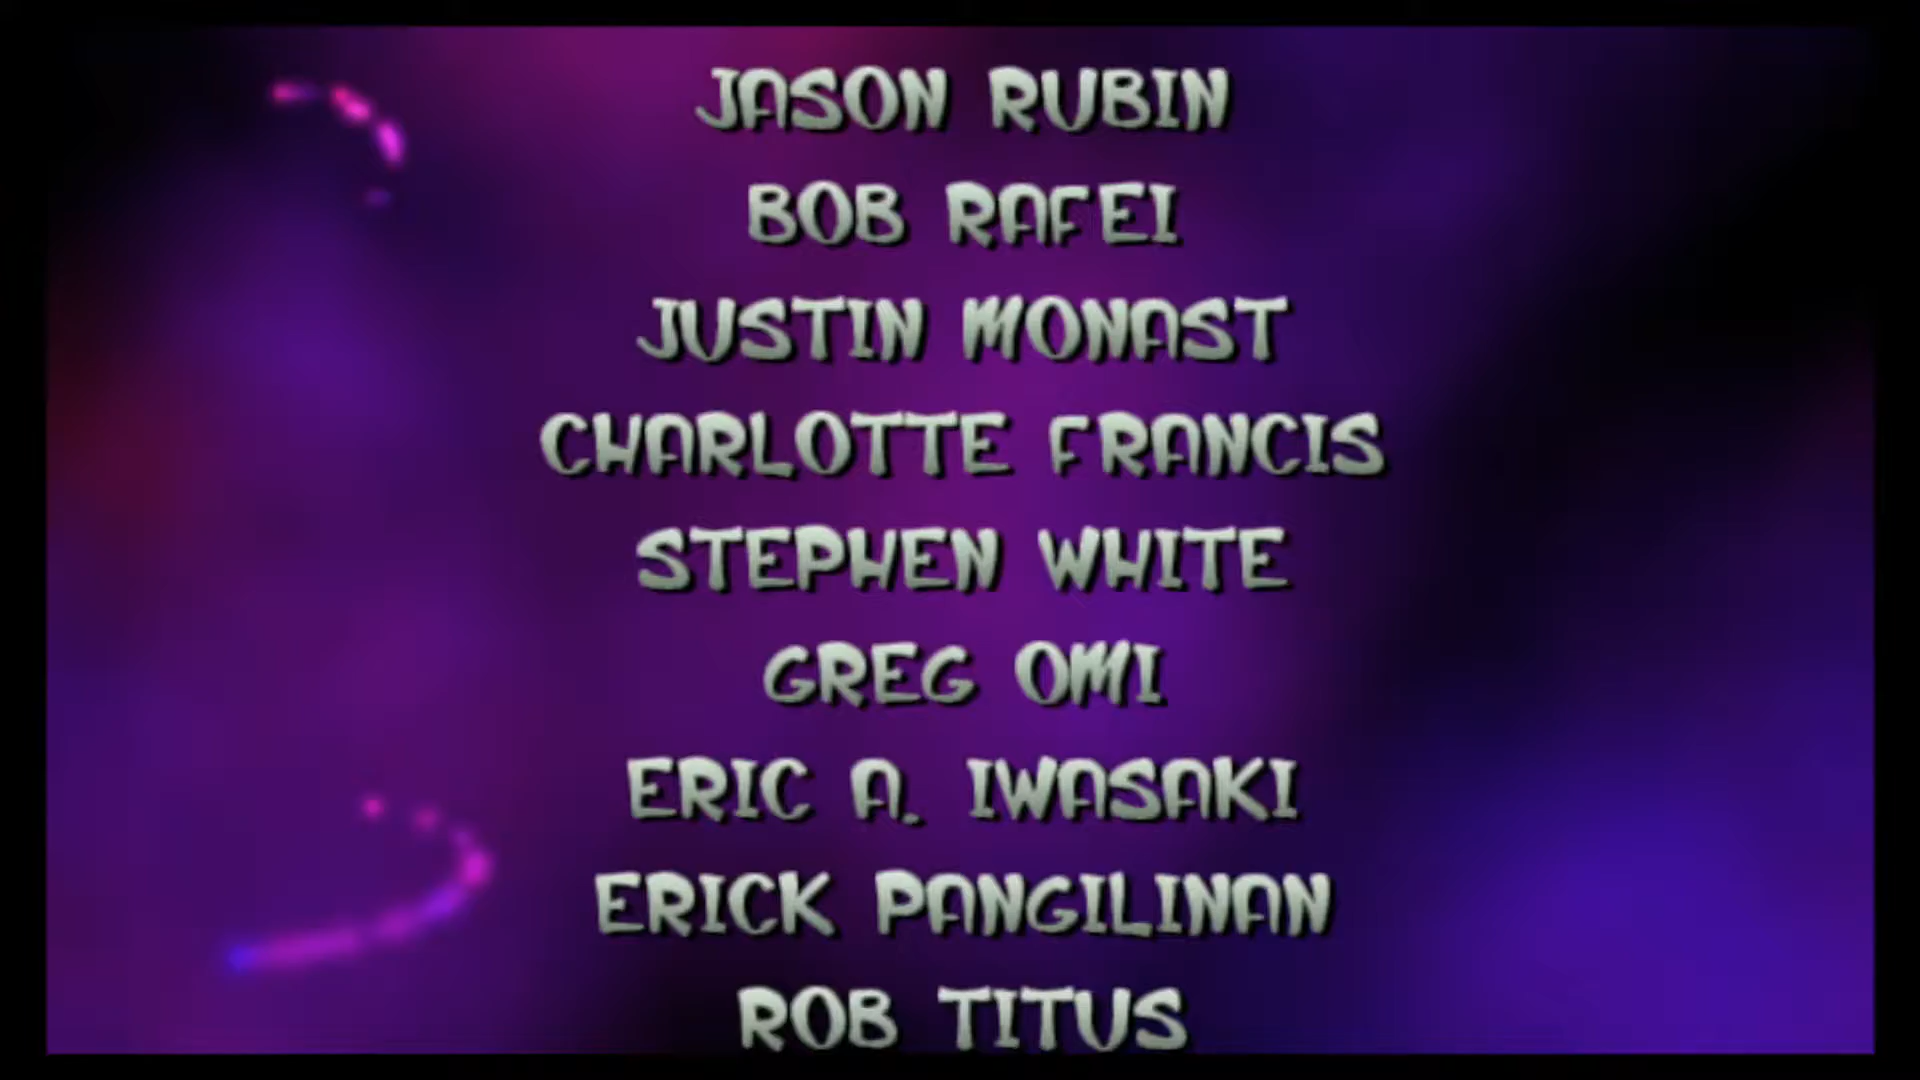 JASON RUBIN
BOB RAFEI
JUSTIN MONAST
CHARLOTTE FRANCIS
STEPHEN WHITE
GREG OMI
ERIC A. IWASAKI
ERICK PANGILINAN
ROB TITUS